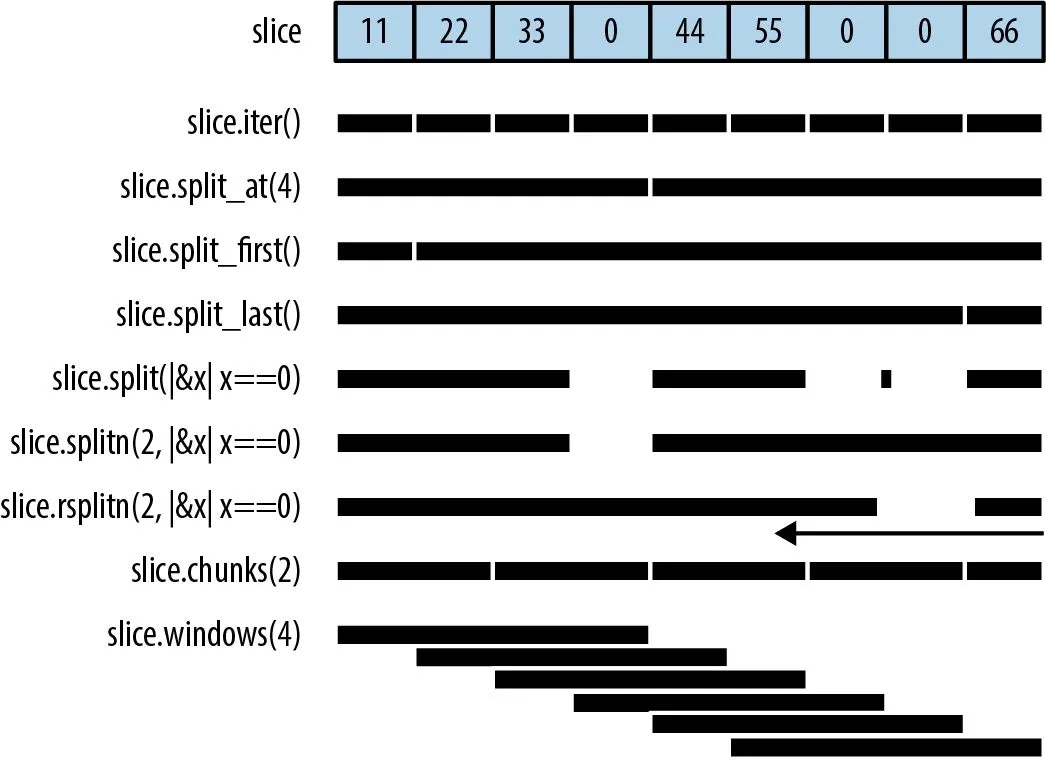 slice 11 22 33 0 44 55 0 0 66
slice.iter()
slice.split_at(4)
slice.split_first()
slice.split_last()
slice.split(|&x| x==0)
slice.splitn(2, |&x| x==0)
slice.rsplitn(2, |&x| x==0)
slice.chunks(2)
slice.windows(4)